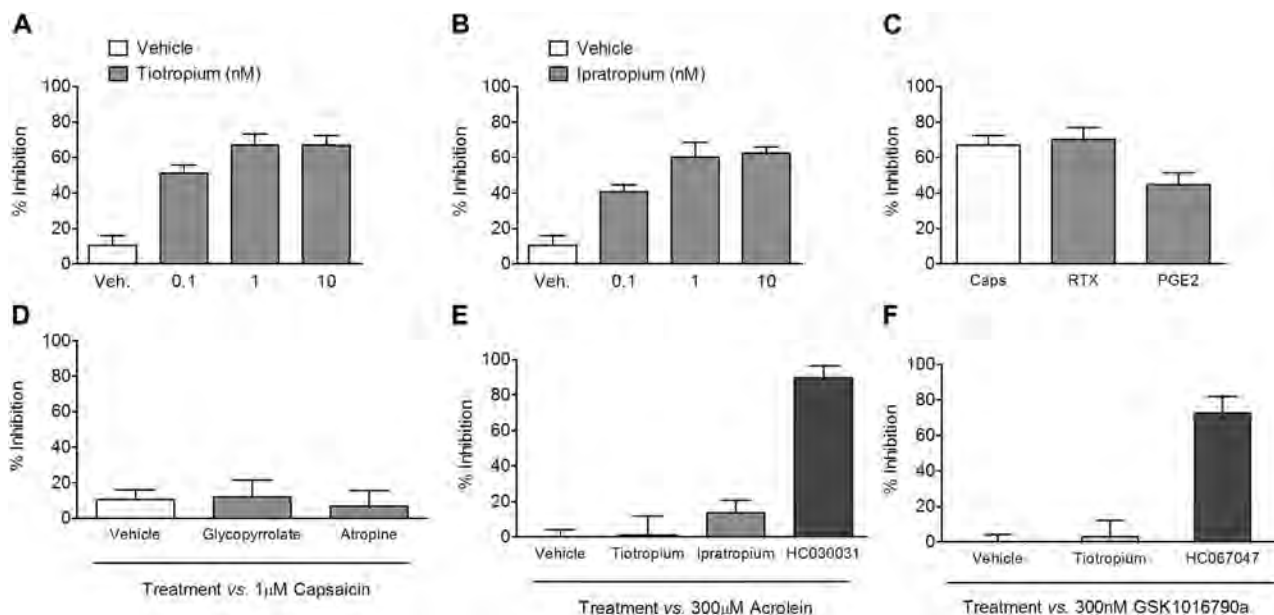 A
Vehicle
Tiotropium (nM)
% Inhibition
100
80
60
40
20
0
Veh. 0.1 1 10
B
Vehicle
Ipratropium (nM)
% Inhibition
100
80
60
40
20
0
Veh. 0.1 1 10
C
% Inhibition
100
80
60
40
20
0
Caps RTX PGE2
D
% Inhibition
100
80
60
40
20
0
Vehicle Glycopyrrolate Atropine
Treatment vs. 1µM Capsaicin
E
% Inhibition
100
80
60
40
20
0
Vehicle Tiotropium Ipratropium HC030031
Treatment vs. 300µM Acrolein
F
% Inhibition
100
80
60
40
20
0
Vehicle Tiotropium HC067047
Treatment vs. 300nM GSK1016790a